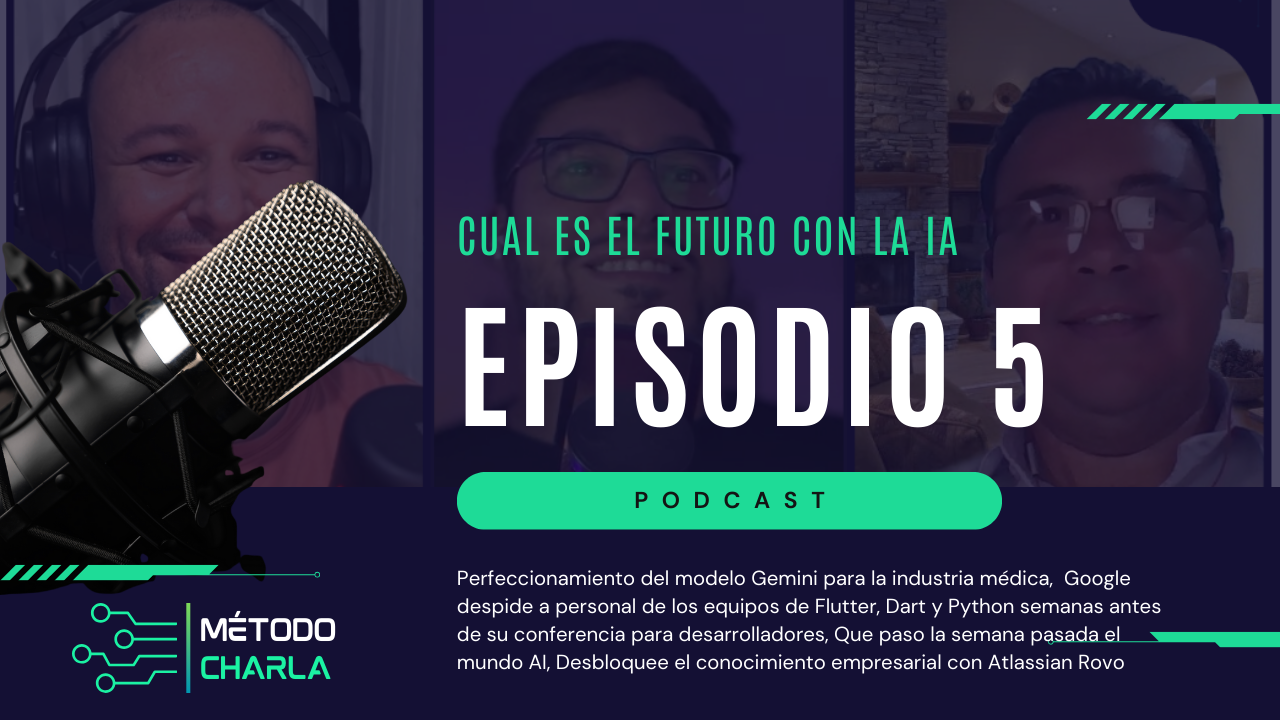 CUAL ES EL FUTURO CON LA IA
EPISODIO 5
PODCAST
Perfeccionamiento del modelo Gemini para la industria médica,  Google
despide a personal de los equipos de Flutter, Dart y Python semanas antes
de su conferencia para desarrolladores, Que paso la semana pasada el
mundo AI, Desbloquee el conocimiento empresarial con Atlassian Rovo
MÉTODO
CHARLA